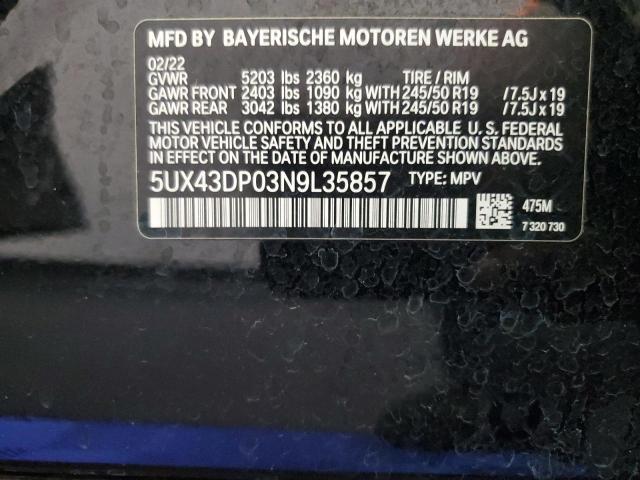 MFD BY BAYERISCHE MOTOREN WERKE AG
02/22
GVWR 5203 lbs 2360 kg TIRE / RIM
GAWR FRONT 2403 lbs 1090 kg WITH 245/50 R19 /7.5J x 19
GAWR REAR 3042 lbs 1380 kg WITH 245/50 R19 /7.5J x 19
THIS VEHICLE CONFORMS TO ALL APPLICABLE U.S. FEDERAL
MOTOR VEHICLE SAFETY AND THEFT PREVENTION STANDARDS
IN EFFECT ON THE DATE OF MANUFACTURE SHOWN ABOVE.
5UX43DP03N9L35857 TYPE: MPV
475M
7 320 730